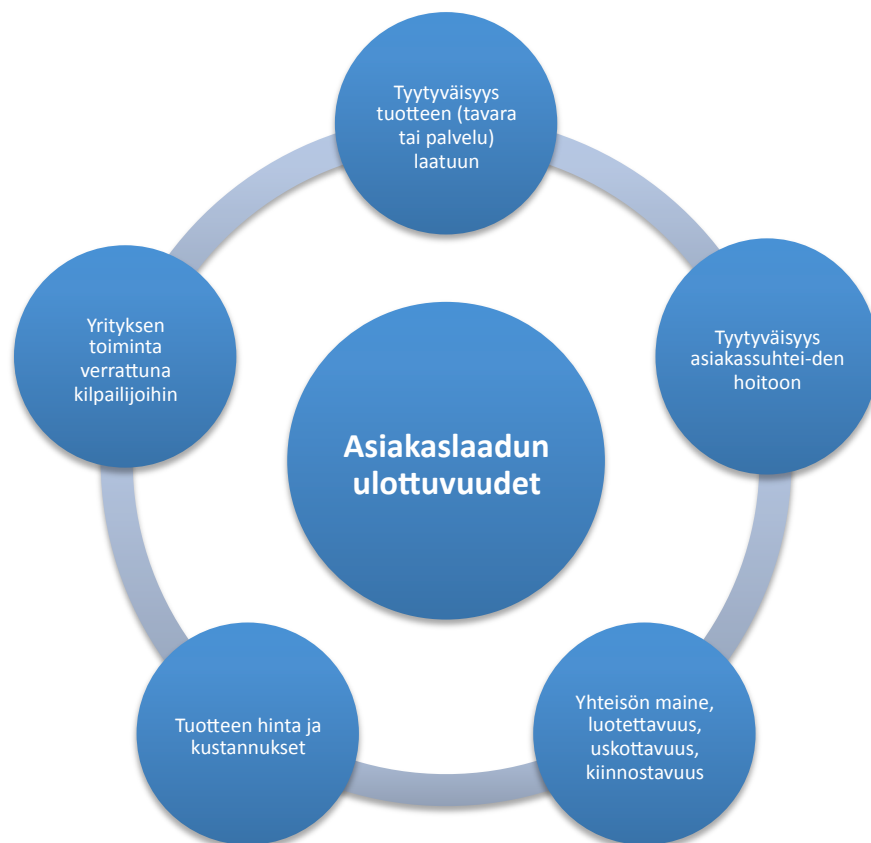 Tyytyväisyys
tuotteen (tavara
tai palvelu)
laatuun
Tyytyväisyys
asiakassuhtei-den
hoitoon
Yhteisön maine,
luotettavuus,
uskottavuus,
kiinnostavuus
Tuotteen hinta ja
kustannukset
Yrityksen
toiminta
verrattuna
kilpailijoihin
Asiakaslaadun
ulottuvuudet